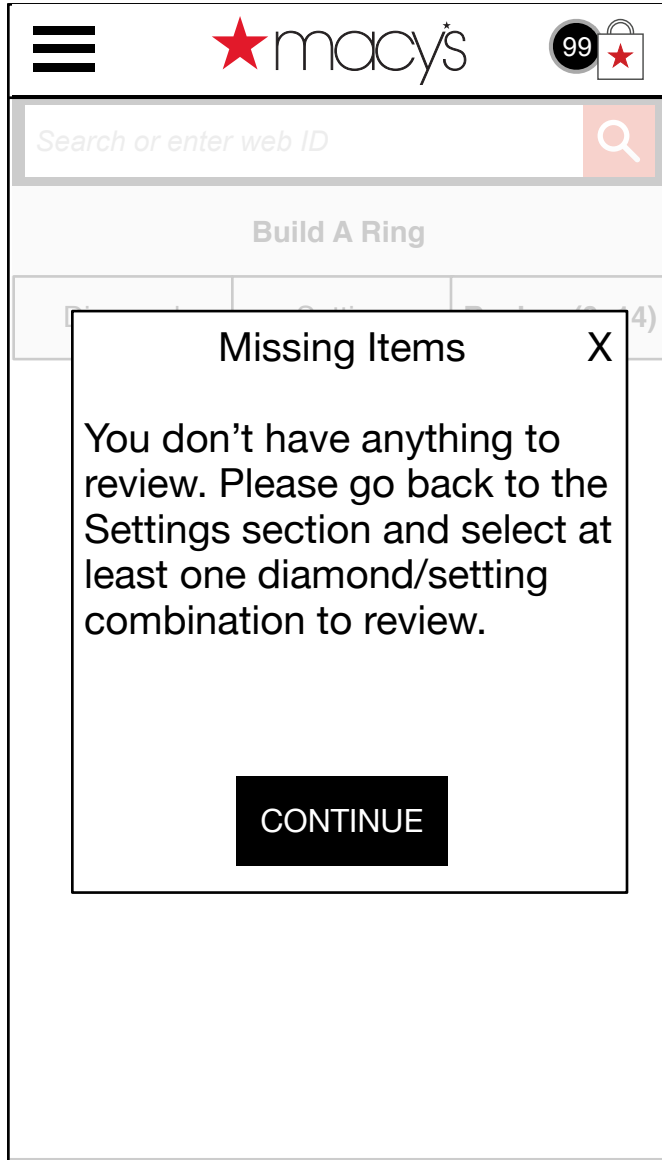 macy's
99
Search or enter web ID
Build A Ring
4)
Missing Items X
You don’t have anything to
review. Please go back to the
Settings section and select at
least one diamond/setting
combination to review.
CONTINUE